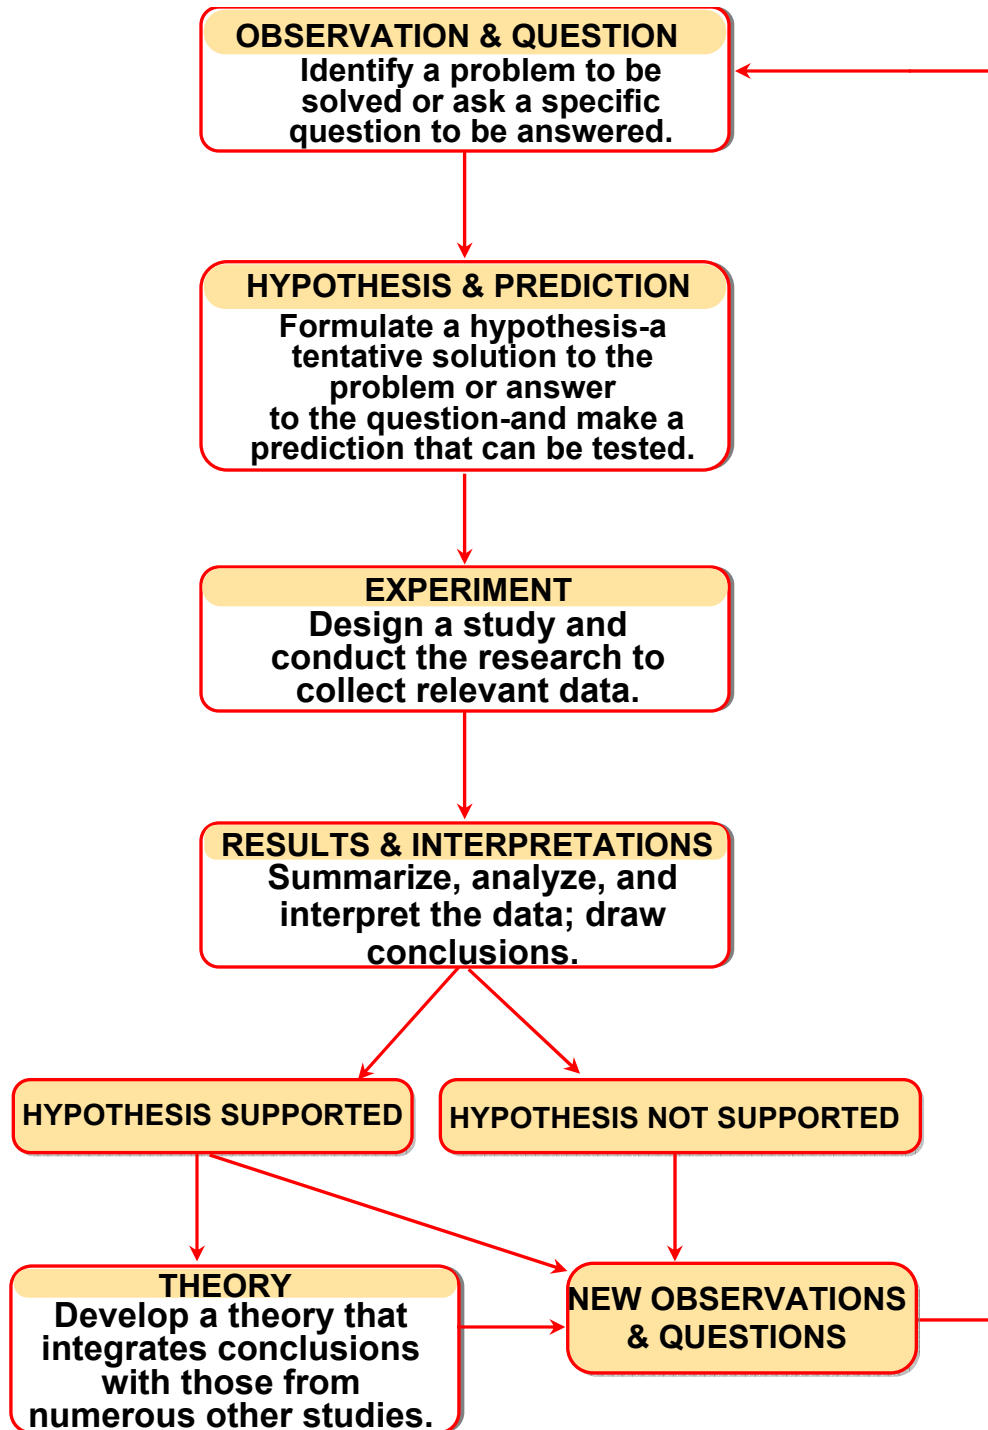 OBSERVATION & QUESTION
Identify a problem to be
solved or ask a specific
question to be answered.
HYPOTHESIS & PREDICTION
Formulate a hypothesis-a
tentative solution to the
problem or answer
to the question-and make a
prediction that can be tested.
EXPERIMENT
Design a study and
conduct the research to
collect relevant data.
RESULTS & INTERPRETATIONS
Summarize, analyze, and
interpret the data; draw
conclusions.
HYPOTHESIS SUPPORTED
HYPOTHESIS NOT SUPPORTED
THEORY
Develop a theory that
integrates conclusions
with those from
numerous other studies.
NEW OBSERVATIONS
& QUESTIONS